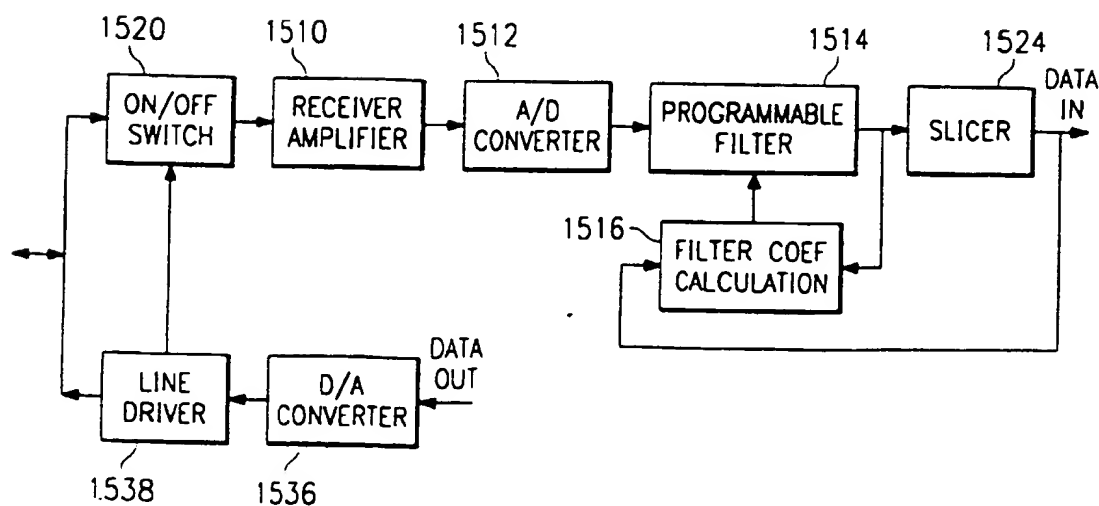 1520
1510
1512
1514
1524
ON/OFF
SWITCH
RECEIVER
AMPLIFIER
A/D
CONVERTER
PROGRAMMABLE
FILTER
SLICER
DATA
IN
1516
FILTER COEF
CALCULATION
LINE
DRIVER
D/A
CONVERTER
DATA
OUT
1538
1536